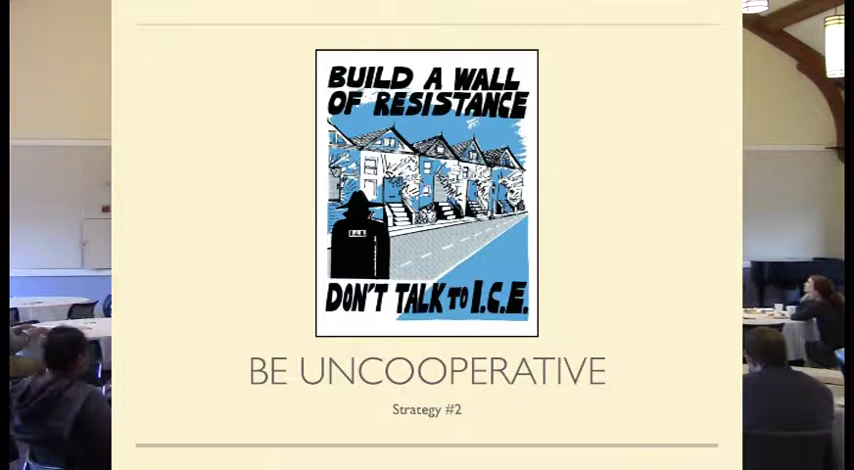 BUILD A WALL
OF RESISTANCE
I.C.E.
DON'T TALK TO I.C.E.
BE UNCOOPERATIVE
Strategy #2